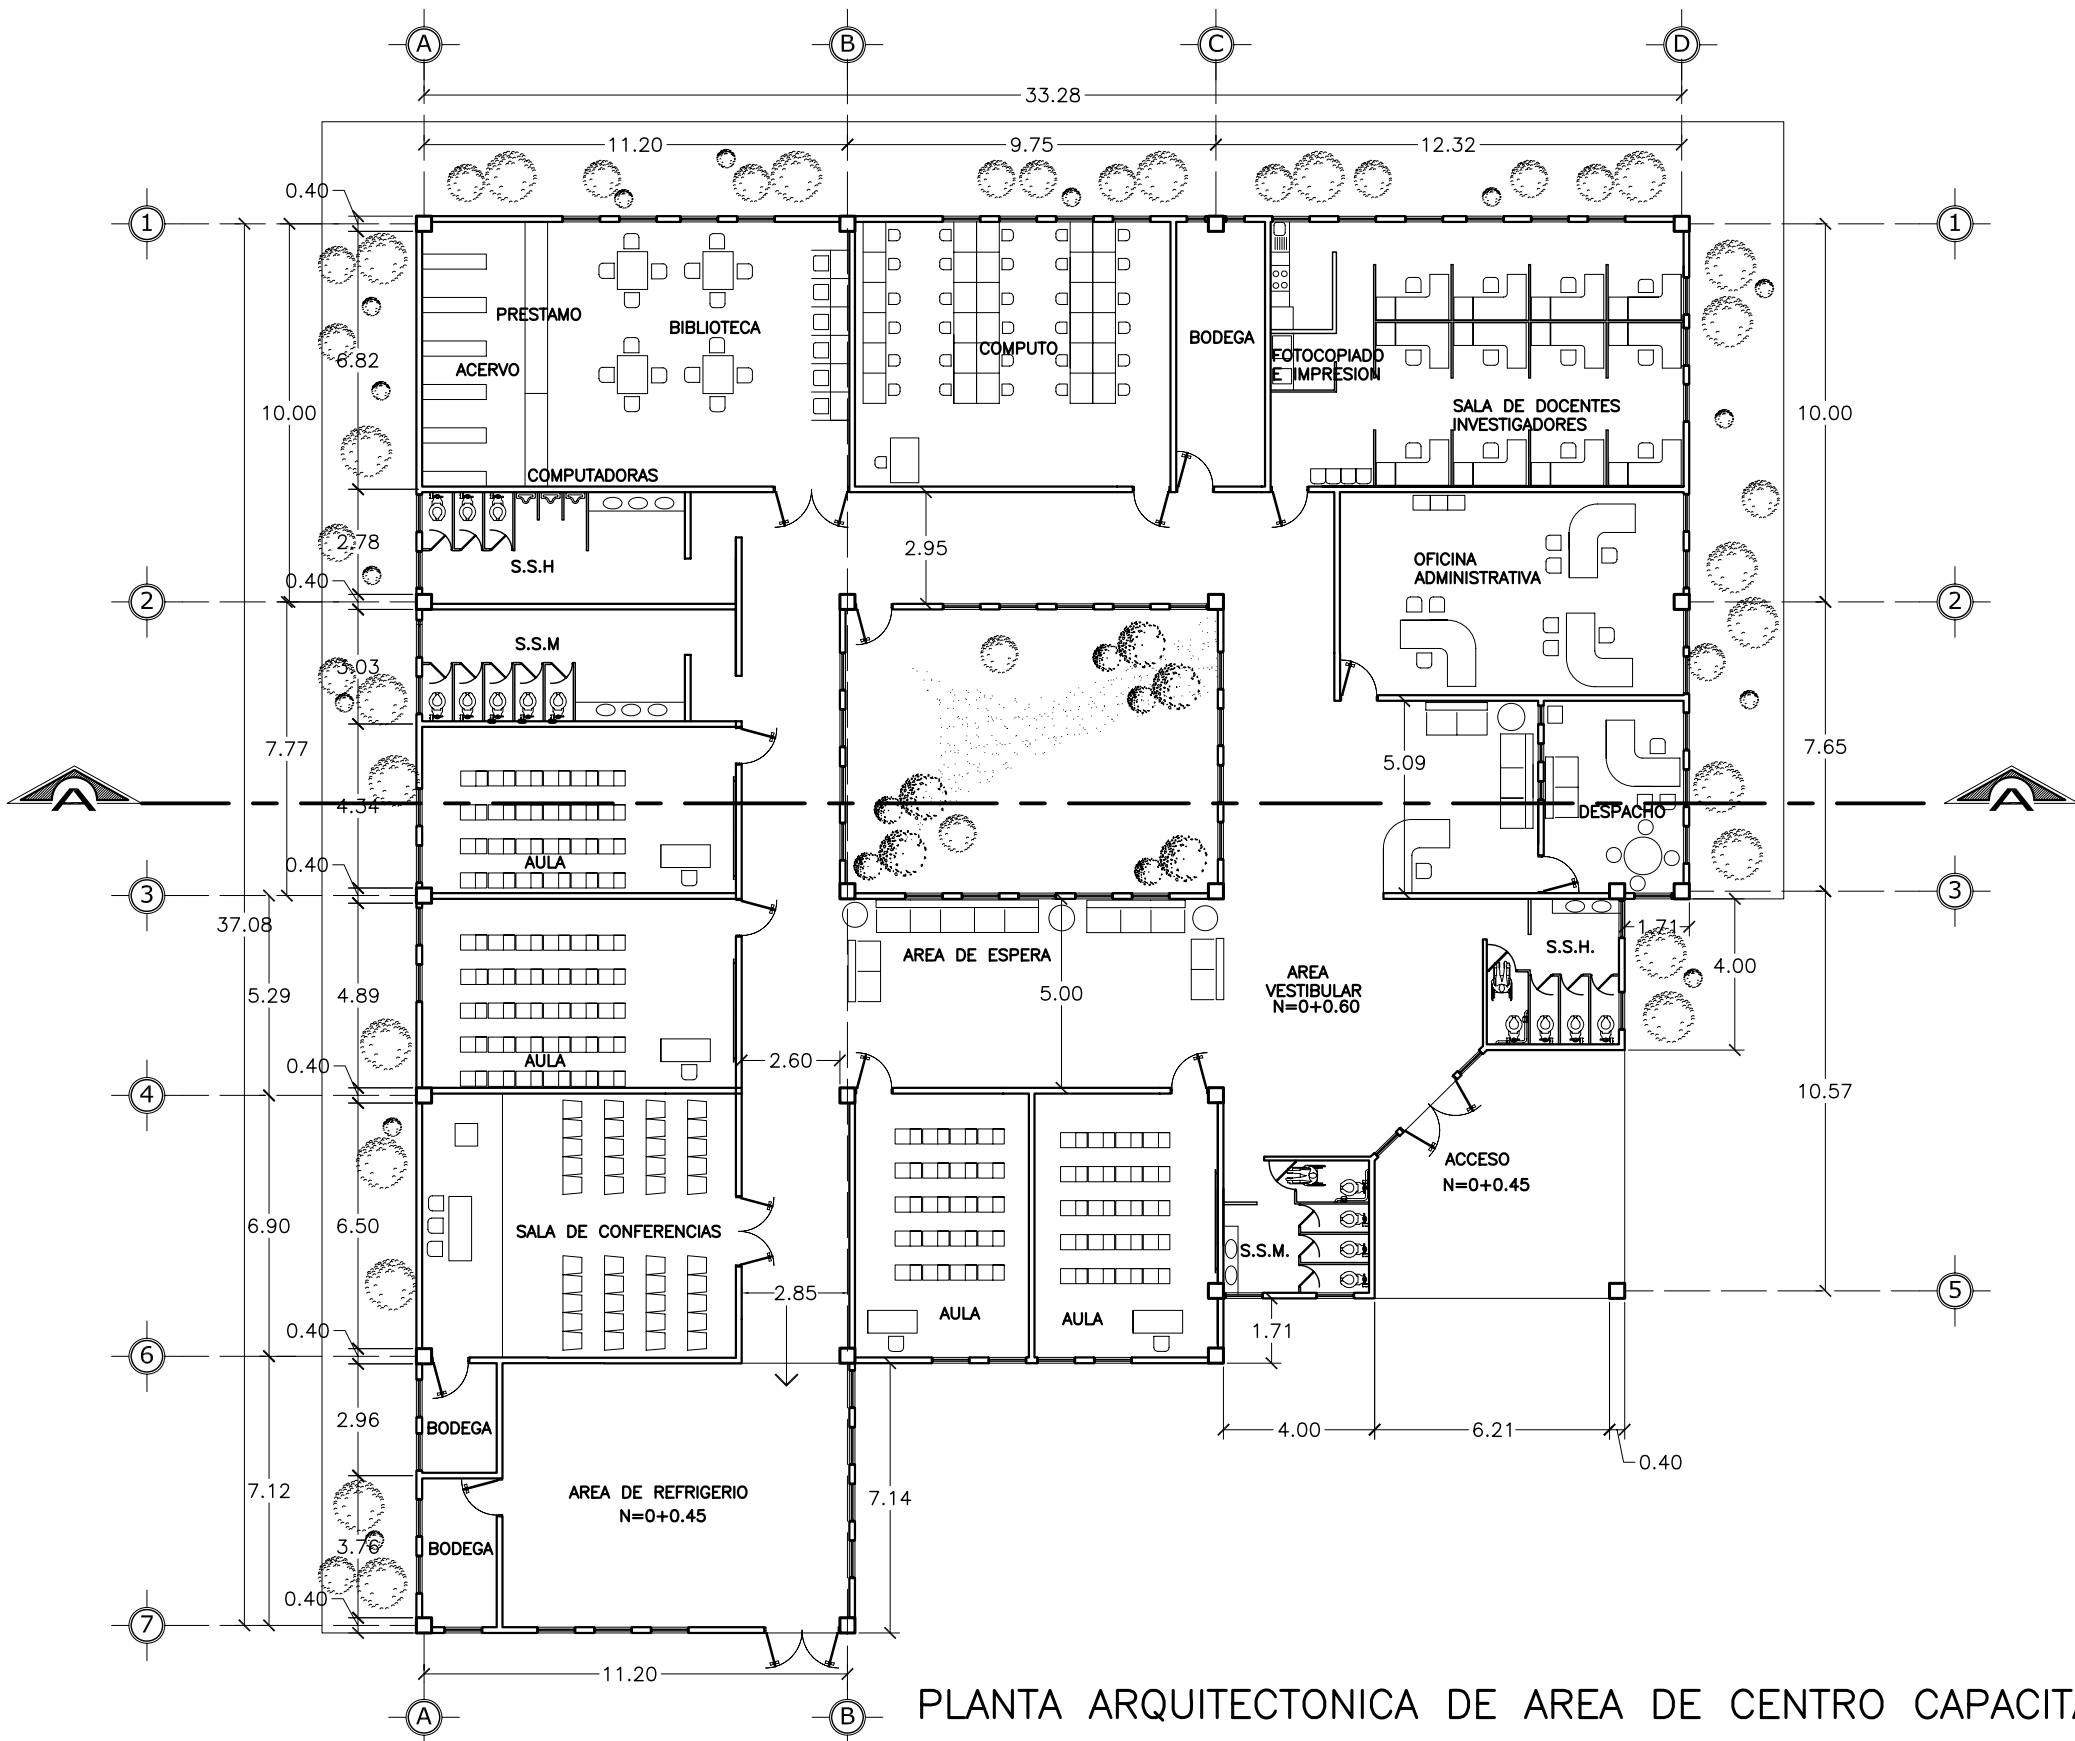 A B C D
33.28
11.20 9.75 12.32
0.40
1 1
PRESTAMO
BIBLIOTECA
BODEGA
COMPUTO
FOTOCOPIADO
E IMPRESION
6.82
ACERVO
10.00
SALA DE DOCENTES
INVESTIGADORES
10.00
COMPUTADORAS
2.78
2.95
S.S.H
OFICINA
ADMINISTRATIVA
0.40
2 2
S.S.M
3.03
7.77
7.65
5.09
4.34
DESPACHO
AULA
0.40
3 3
37.08
1.71
S.S.H.
AREA DE ESPERA
4.00
AREA
VESTIBULAR
N=0+0.60
5.29
4.89
5.00
AULA
2.60
0.40
4
10.57
ACCESO
N=0+0.45
6.90
6.50
SALA DE CONFERENCIAS
S.S.M.
2.85
5
AULA
AULA
0.40
1.71
6
2.96
BODEGA
4.00 6.21
0.40
7.12
AREA DE REFRIGERIO
N=0+0.45
7.14
3.76
BODEGA
0.40
7
11.20
A B
PLANTA ARQUITECTONICA DE AREA DE CENTRO CAPACITA